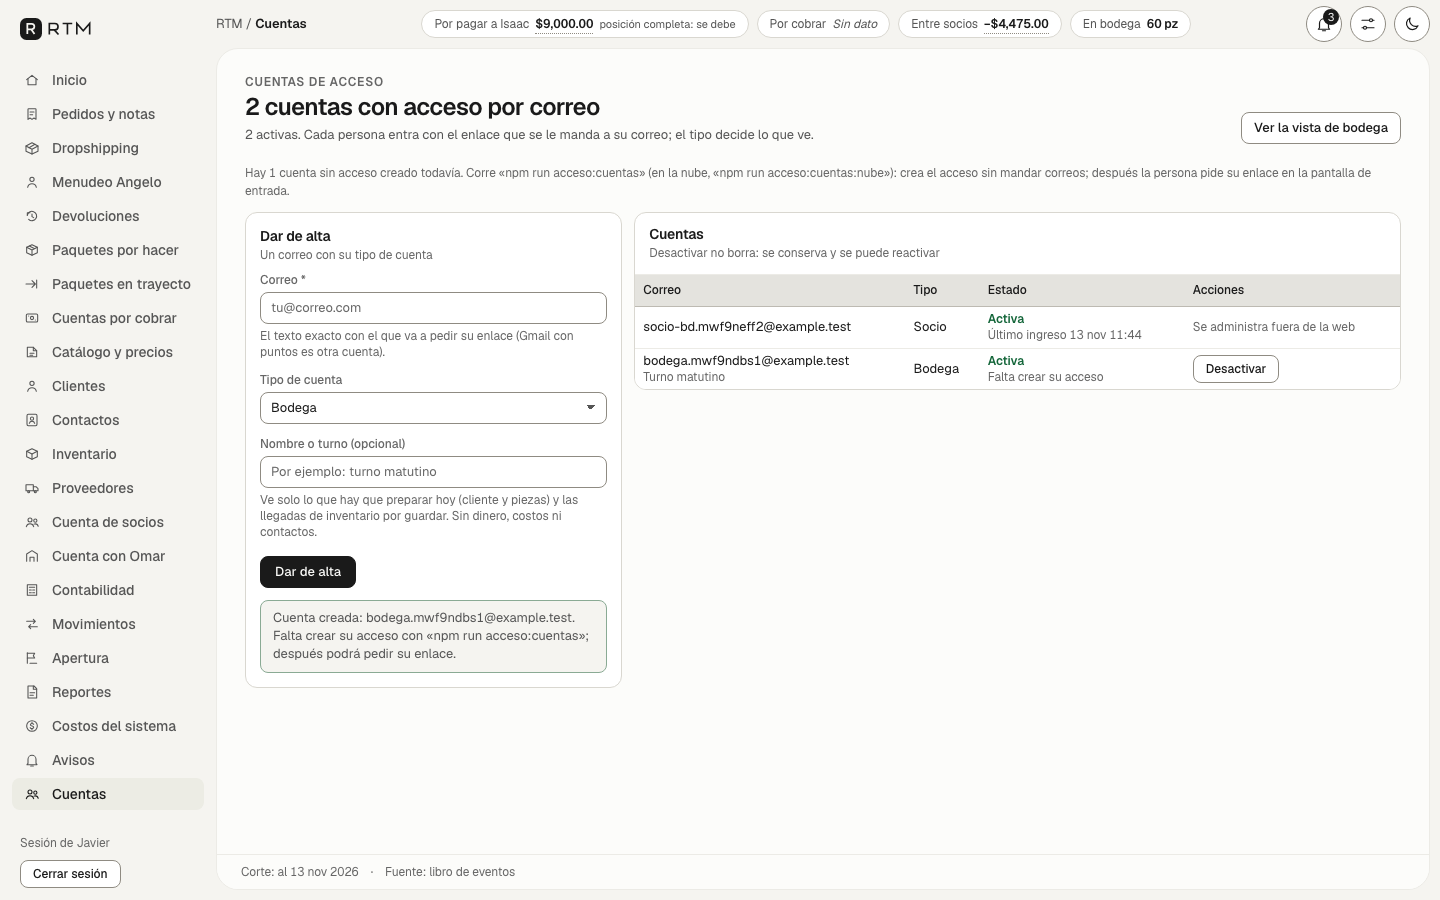 R RTM
RTM / Cuentas
Por pagar a Isaac $9,000.00 posición completa: se debe
Por cobrar Sin dato
Entre socios −$4,475.00
En bodega 60 pz
3
Inicio
Pedidos y notas
Dropshipping
Menudeo Angelo
Devoluciones
Paquetes por hacer
Paquetes en trayecto
Cuentas por cobrar
Catálogo y precios
Clientes
Contactos
Inventario
Proveedores
Cuenta de socios
Cuenta con Omar
Contabilidad
Movimientos
Apertura
Reportes
Costos del sistema
Avisos
Cuentas
Sesión de Javier
Cerrar sesión
CUENTAS DE ACCESO
2 cuentas con acceso por correo
2 activas. Cada persona entra con el enlace que se le manda a su correo; el tipo decide lo que ve.
Ver la vista de bodega
Hay 1 cuenta sin acceso creado todavía. Corre «npm run acceso:cuentas» (en la nube, «npm run acceso:cuentas:nube»): crea el acceso sin mandar correos; después la persona pide su enlace en la pantalla de
entrada.
Dar de alta
Un correo con su tipo de cuenta
Correo *
tu@correo.com
El texto exacto con el que va a pedir su enlace (Gmail con
puntos es otra cuenta).
Tipo de cuenta
Bodega
Nombre o turno (opcional)
Por ejemplo: turno matutino
Ve solo lo que hay que preparar hoy (cliente y piezas) y las
llegadas de inventario por guardar. Sin dinero, costos ni
contactos.
Dar de alta
Cuenta creada: bodega.mwf9ndbs1@example.test.
Falta crear su acceso con «npm run acceso:cuentas»;
después podrá pedir su enlace.
Cuentas
Desactivar no borra: se conserva y se puede reactivar
Correo Tipo Estado Acciones
socio-bd.mwf9neff2@example.test Socio Activa Se administra fuera de la web
Último ingreso 13 nov 11:44
bodega.mwf9ndbs1@example.test Bodega Activa Desactivar
Turno matutino Falta crear su acceso
Corte: al 13 nov 2026 · Fuente: libro de eventos